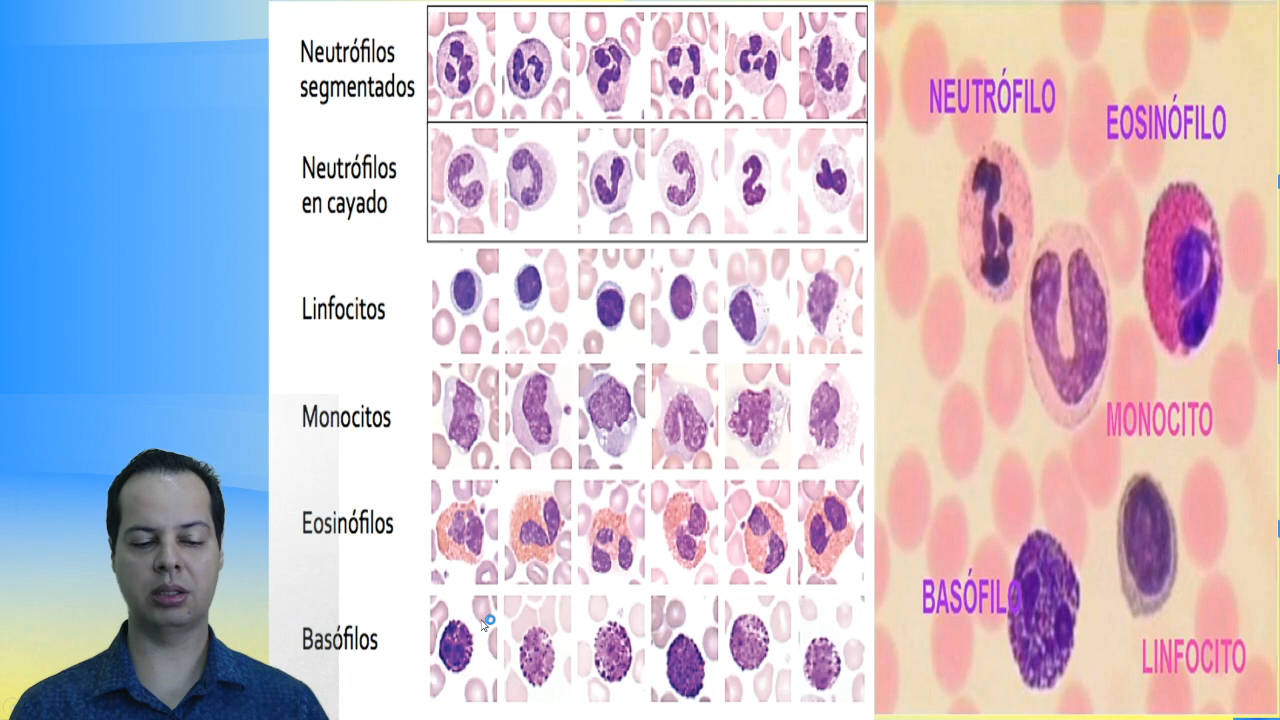 Neutrófilos
segmentados
Neutrófilos
en cayado
Linfocitos
Monocitos
Eosinófilos
Basófilos
NEUTRÓFILO
EOSINÓFILO
MONOCITO
BASÓFILO
LINFOCITO